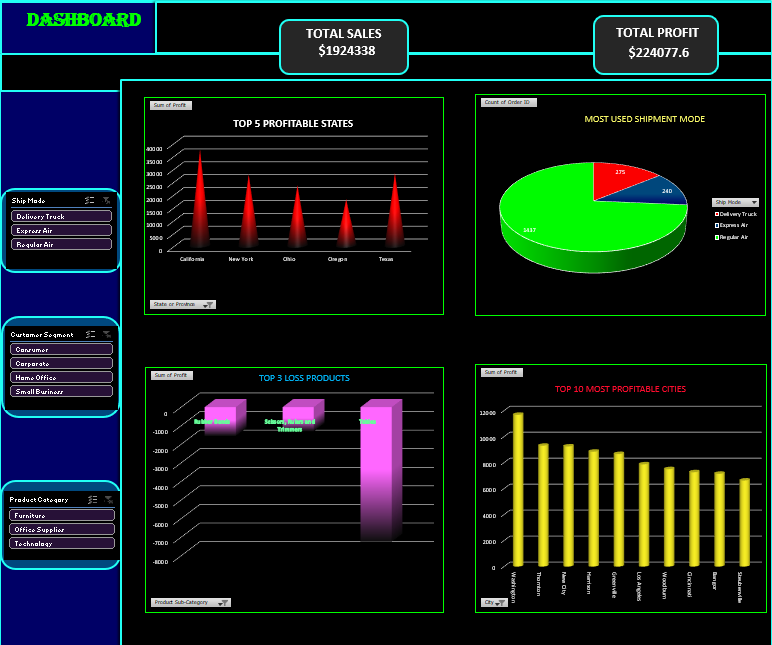 DASHBOARD
TOTAL SALES
$1924338
TOTAL PROFIT
$224077.6
Ship Mode
Delivery Truck
Express Air
Regular Air
Customer Segment
Consumer
Corporate
Home Office
Small Business
Product Category
Furniture
Office Supplies
Technology
Sum of Profit
TOP 5 PROFITABLE STATES
40000
35000
30000
25000
20000
15000
10000
5000
0
California
New York
Ohio
Oregon
Texas
State or Province
Count of Order ID
MOST USED SHIPMENT MODE
275
240
Ship Mode
Delivery Truck
Express Air
Regular Air
Sum of Profit
TOP 3 LOSS PRODUCTS
0
-1000
-2000
-3000
-4000
-5000
-6000
-7000
-8000
Rubber Bands
Scissors, Rulers and
Trimmers
Tables
Product Sub-Category
Sum of Profit
TOP 10 MOST PROFITABLE CITIES
12000
10000
8000
6000
4000
2000
0
Washington
Thornton
New City
Harrison
Greenville
Los Angeles
Woodburn
Cincinnati
Bangor
Steubenville
City